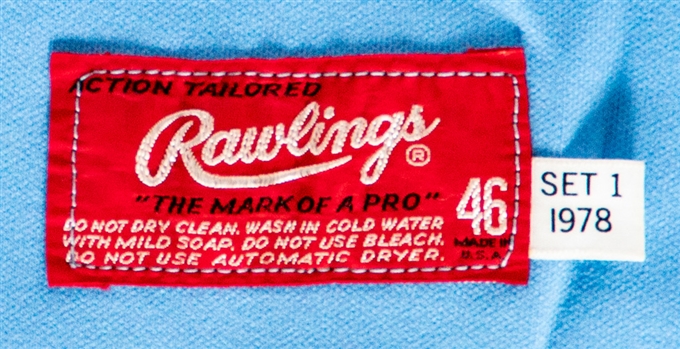 ACTION TAILORED
Rawlings®
"THE MARK OF A PRO"
46
DO NOT DRY CLEAN. WASH IN COLD WATER
WITH MILD SOAP. DO NOT USE BLEACH.
DO NOT USE AUTOMATIC DRYER.
MADE IN
U.S.A.
SET 1
1978